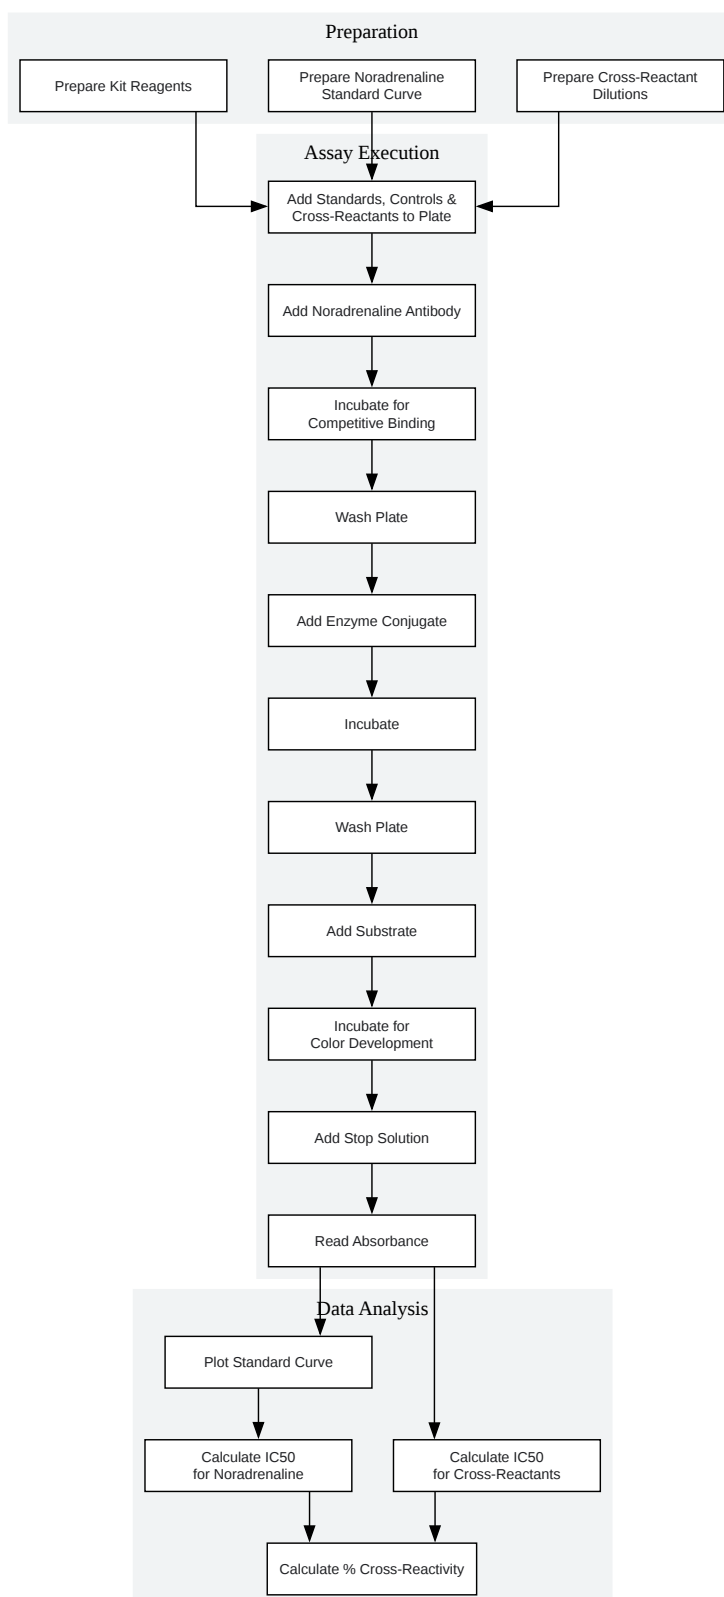 Preparation
Prepare Kit Reagents
Prepare Noradrenaline
Standard Curve
Prepare Cross-Reactant
Dilutions
Assay Execution
Add Standards, Controls &
Cross-Reactants to Plate
Add Noradrenaline Antibody
Incubate for
Competitive Binding
Wash Plate
Add Enzyme Conjugate
Incubate
Wash Plate
Add Substrate
Incubate for
Color Development
Add Stop Solution
Read Absorbance
Data Analysis
Plot Standard Curve
Calculate IC50
for Noradrenaline
Calculate IC50
for Cross-Reactants
Calculate % Cross-Reactivity